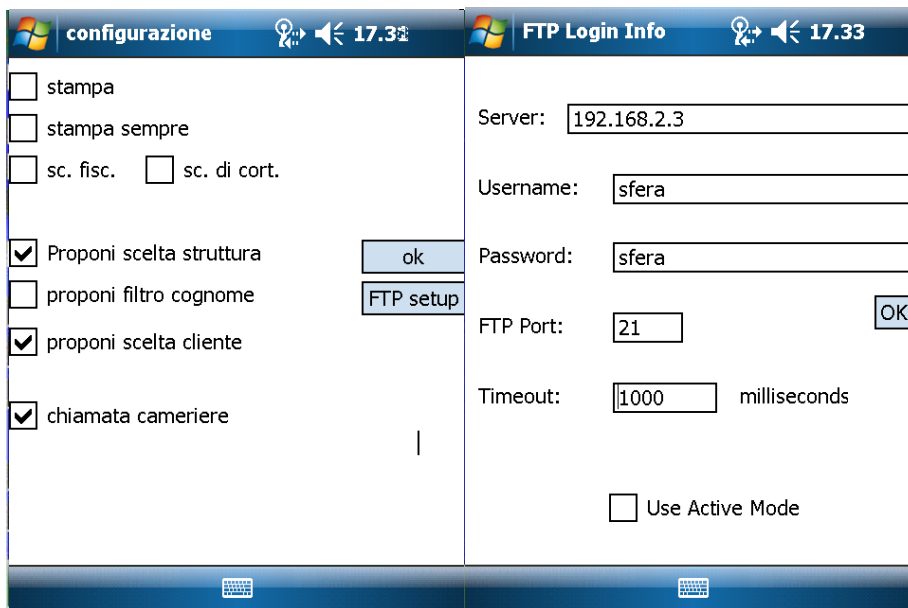 configurazione
stampa
stampa sempre
sc. fisc. sc. di cort.
Proponi scelta struttura
ok
proponi filtro cognome
FTP setup
proponi scelta cliente
chiamata cameriere
FTP Login Info 17.33
Server: 192.168.2.3
Username: sfera
Password: sfera
OK
FTP Port: 21
Timeout: 1000 milliseconds
Use Active Mode